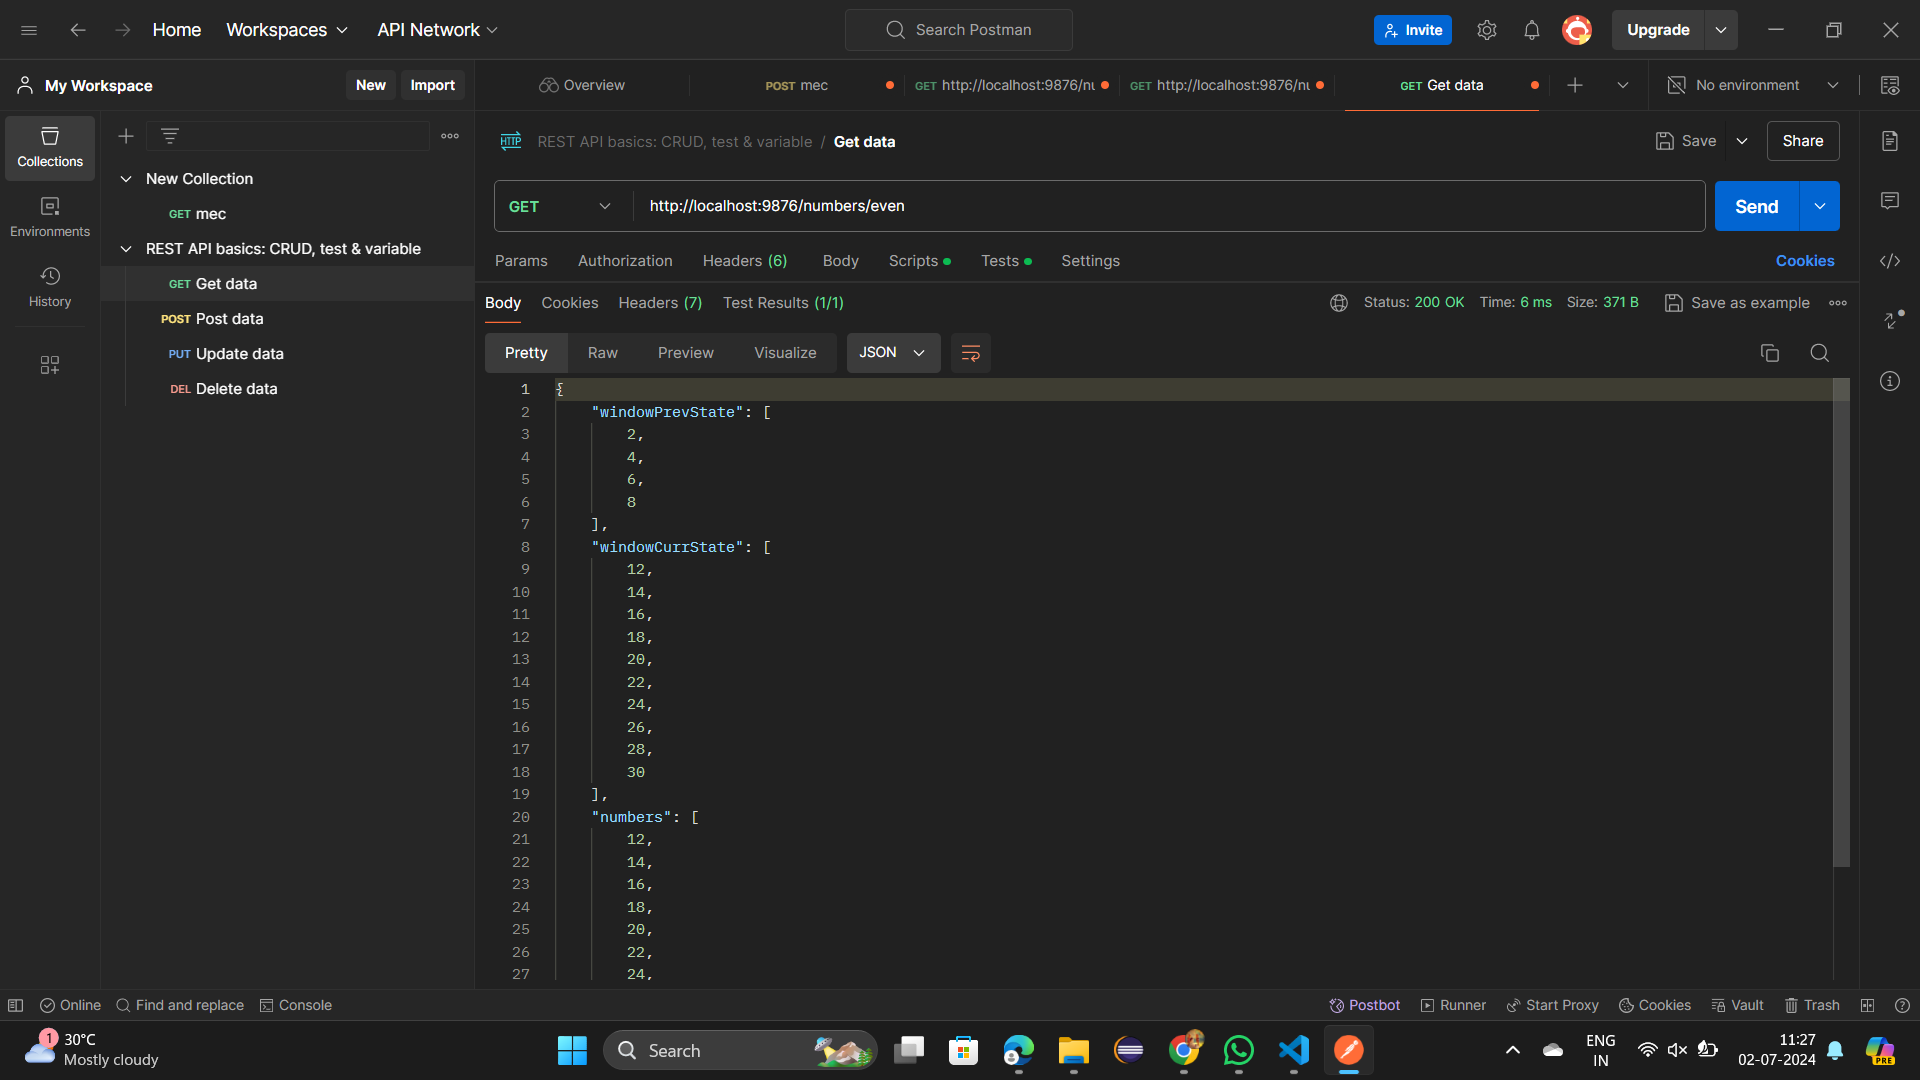 Home Workspaces API Network Search Postman Invite Upgrade
My Workspace New Import Overview POST mec GET http://localhost:9876/nu GET http://localhost:9876/nu GET Get data No environment
Collections
Environments
History
New Collection
GET mec
REST API basics: CRUD, test & variable
GET Get data
POST Post data
PUT Update data
DEL Delete data
HTTP REST API basics: CRUD, test & variable / Get data Save Share
GET http://localhost:9876/numbers/even Send
Params Authorization Headers (6) Body Scripts Tests Settings Cookies
Body Cookies Headers (7) Test Results (1/1) Status: 200 OK Time: 6 ms Size: 371 B Save as example
Pretty Raw Preview Visualize JSON
1 {
2 "windowPrevState": [
3 2,
4 4,
5 6,
6 8
7 ],
8 "windowCurrState": [
9 12,
10 14,
11 16,
12 18,
13 20,
14 22,
15 24,
16 26,
17 28,
18 30
19 ],
20 "numbers": [
21 12,
22 14,
23 16,
24 18,
25 20,
26 22,
27 24,
Online Find and replace Console Postbot Runner Start Proxy Cookies Vault Trash
1 30°C
Mostly cloudy
Search
ENG
IN
11:27
02-07-2024
PRE